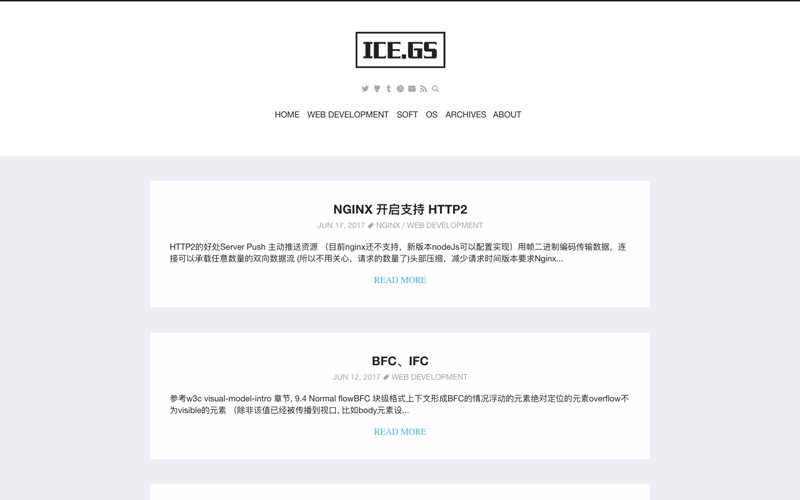 ICE.GS
HOME WEB DEVELOPMENT SOFT OS ARCHIVES ABOUT
NGINX 开启支持 HTTP2
JUN 17, 2017 NGINX / WEB DEVELOPMENT
HTTP2的好处Server Push 主动推送资源 （目前nginx还不支持，新版本nodeJs可以配置实现）用帧二进制编码传输数据，连
接可以承载任意数量的双向数据流 (所以不用关心，请求的数量了)头部压缩，减少请求时间版本要求Nginx...
READ MORE
BFC、IFC
JUN 12, 2017 WEB DEVELOPMENT
参考w3c visual-model-intro 章节, 9.4 Normal flowBFC 块级格式上下文形成BFC的情况浮动的元素绝对定位的元素overflow不
为visible的元素 （除非该值已经被传播到视口, 比如body元素设...
READ MORE